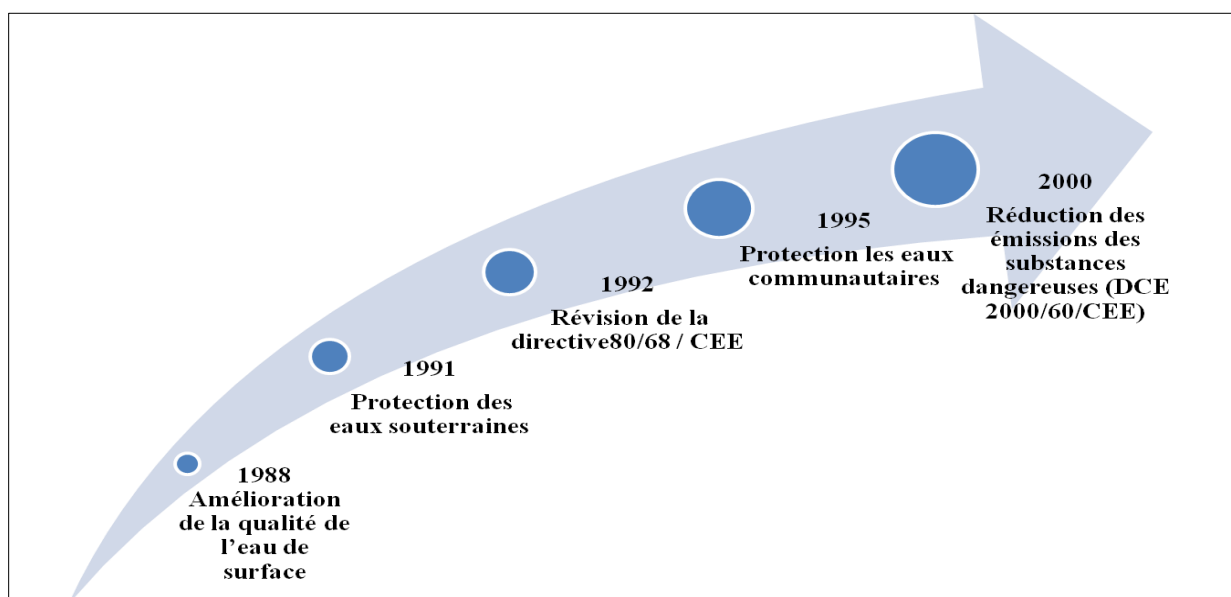 1988
Amélioration
de la qualité de
l’eau de
surface
1991
Protection des
eaux souterraines
1992
Révision de la
directive80/68 / CEE
1995
Protection les eaux
communautaires
2000
Réduction des
émissions des
substances
dangereuses (DCE
2000/60/CEE)